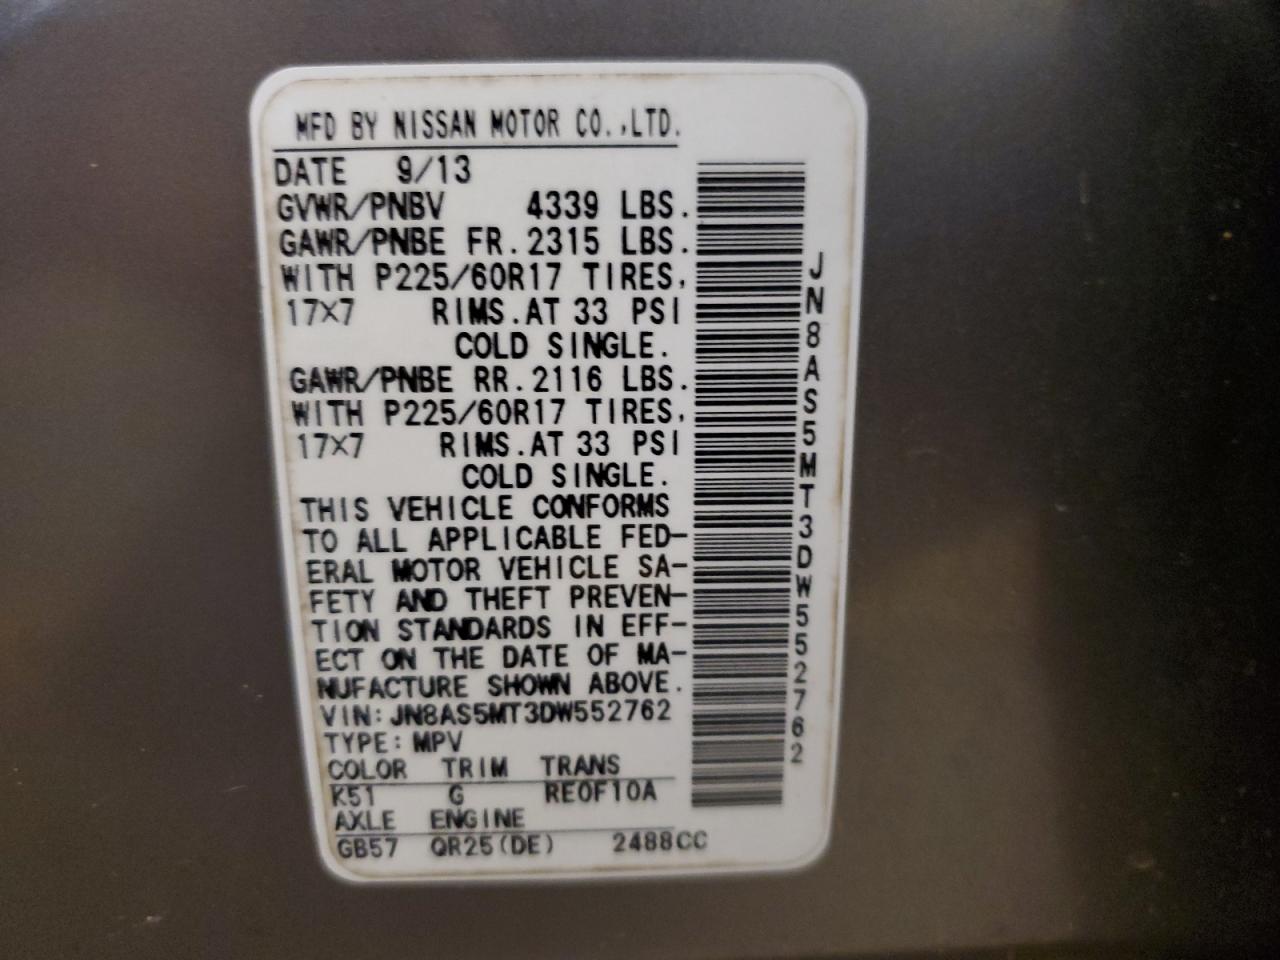 MFD BY NISSAN MOTOR CO.,LTD.
DATE 9/13
GVWR/PNBV 4339 LBS.
GAWR/PNBE FR.2315 LBS.
WITH P225/60R17 TIRES,
17X7 RIMS.AT 33 PSI
COLD SINGLE.
GAWR/PNBE RR.2116 LBS.
WITH P225/60R17 TIRES,
17X7 RIMS.AT 33 PSI
COLD SINGLE.
THIS VEHICLE CONFORMS
TO ALL APPLICABLE FED-
ERAL MOTOR VEHICLE SA-
FETY AND THEFT PREVEN-
TION STANDARDS IN EFF-
ECT ON THE DATE OF MA-
NUFACTURE SHOWN ABOVE.
VIN: JN8AS5MT3DW552762
TYPE: MPV
COLOR TRIM TRANS
K51 G RE0F10A
AXLE ENGINE
GB57 QR25(DE) 2488CC
JN8AS5MT3DW552762